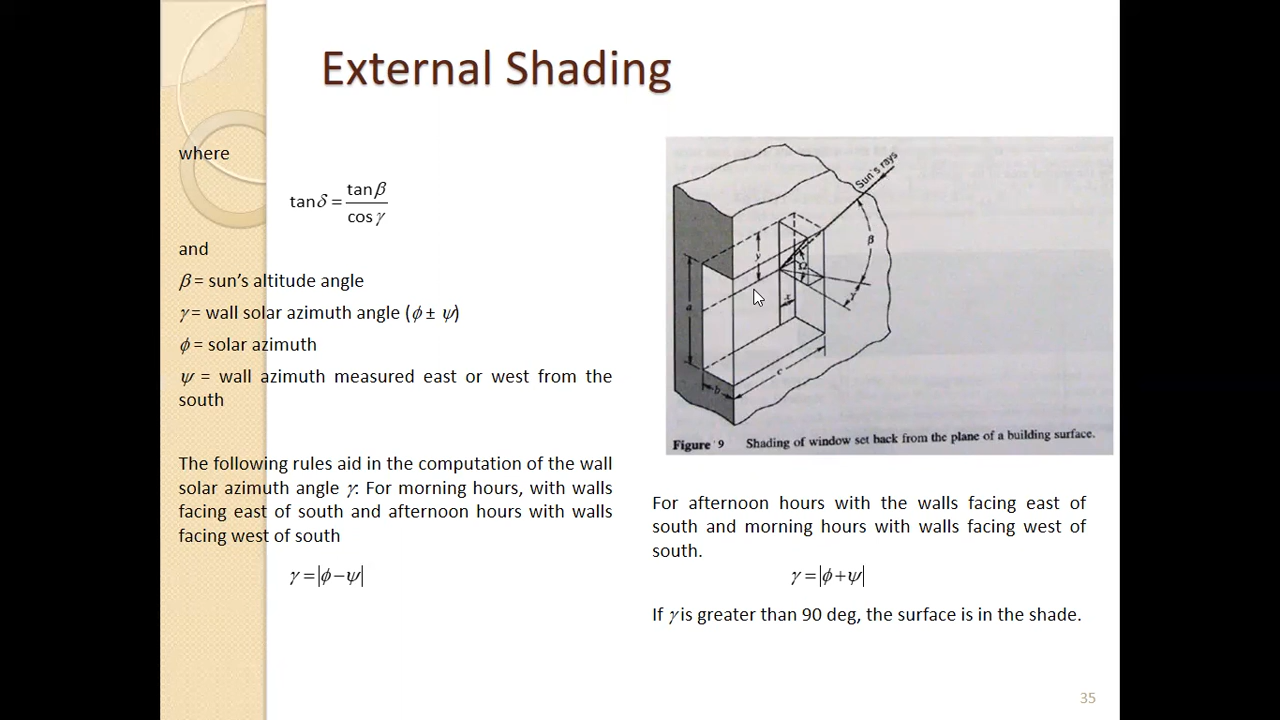 External Shading
where
tanδ = tanβ / cosγ
and
β = sun's altitude angle
γ = wall solar azimuth angle (ϕ ± ψ)
ϕ = solar azimuth
ψ = wall azimuth measured east or west from the
south
The following rules aid in the computation of the wall
solar azimuth angle γ. For morning hours, with walls
facing east of south and afternoon hours with walls
facing west of south
γ = |ϕ − ψ|
Sun's rays
β
y
Ω
γ
x
a
c
b
Figure 9 Shading of window set back from the plane of a building surface.
For afternoon hours with the walls facing east of
south and morning hours with walls facing west of
south.
γ = |ϕ + ψ|
If γ is greater than 90 deg, the surface is in the shade.
35